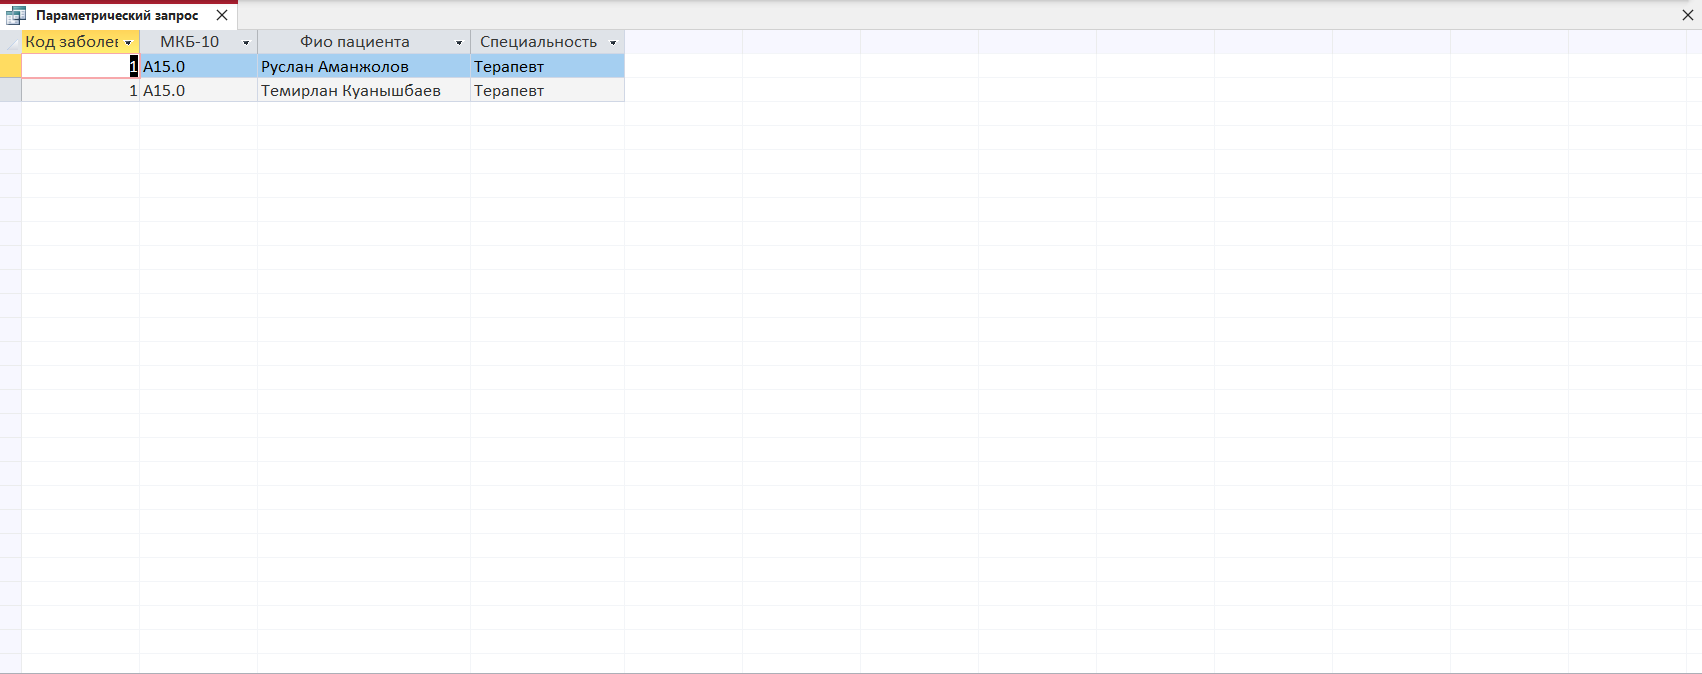 Параметрический запрос
Код заболев МКБ-10 Фио пациента Специальность
1 A15.0 Руслан Аманжолов Терапевт
1 A15.0 Темирлан Куанышбаев Терапевт